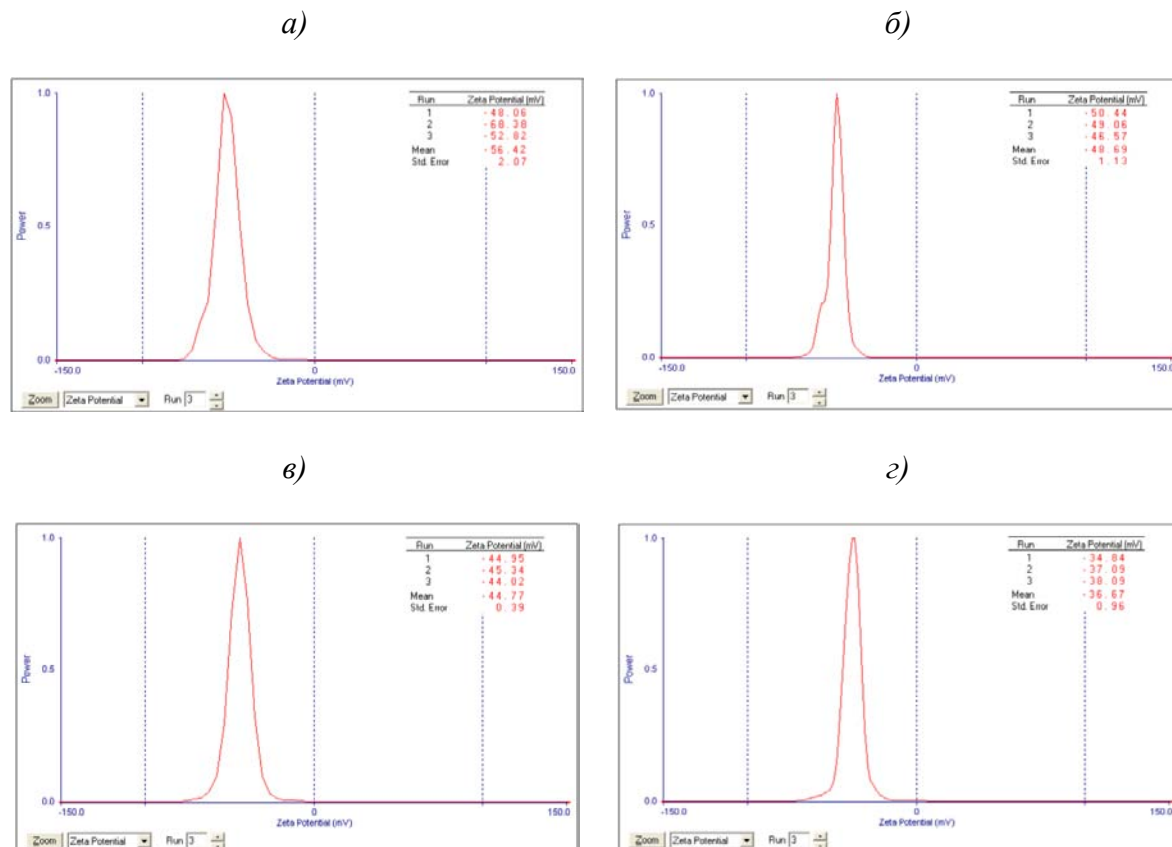 а)
б)
Run Zeta Potential (mV)
1 -48.06
2 -68.38
3 -52.82
Mean -56.42
Std. Error 2.07
1.0
0.5
0.0
Power
-150.0 0 150.0
Zeta Potential (mV)
Zoom Zeta Potential Run 3
Run Zeta Potential (mV)
1 -50.44
2 -49.06
3 -46.57
Mean -48.69
Std. Error 1.13
1.0
0.5
0.0
Power
-150.0 0 150.0
Zeta Potential (mV)
Zoom Zeta Potential Run 3
в)
г)
Run Zeta Potential (mV)
1 -44.95
2 -45.34
3 -44.02
Mean -44.77
Std. Error 0.39
1.0
0.5
0.0
Power
-150.0 0 150.0
Zeta Potential (mV)
Zoom Zeta Potential Run 3
Run Zeta Potential (mV)
1 -34.84
2 -37.09
3 -38.09
Mean -36.67
Std. Error 0.96
1.0
0.5
0.0
Power
-150.0 0 150.0
Zeta Potential (mV)
Zoom Zeta Potential Run 3